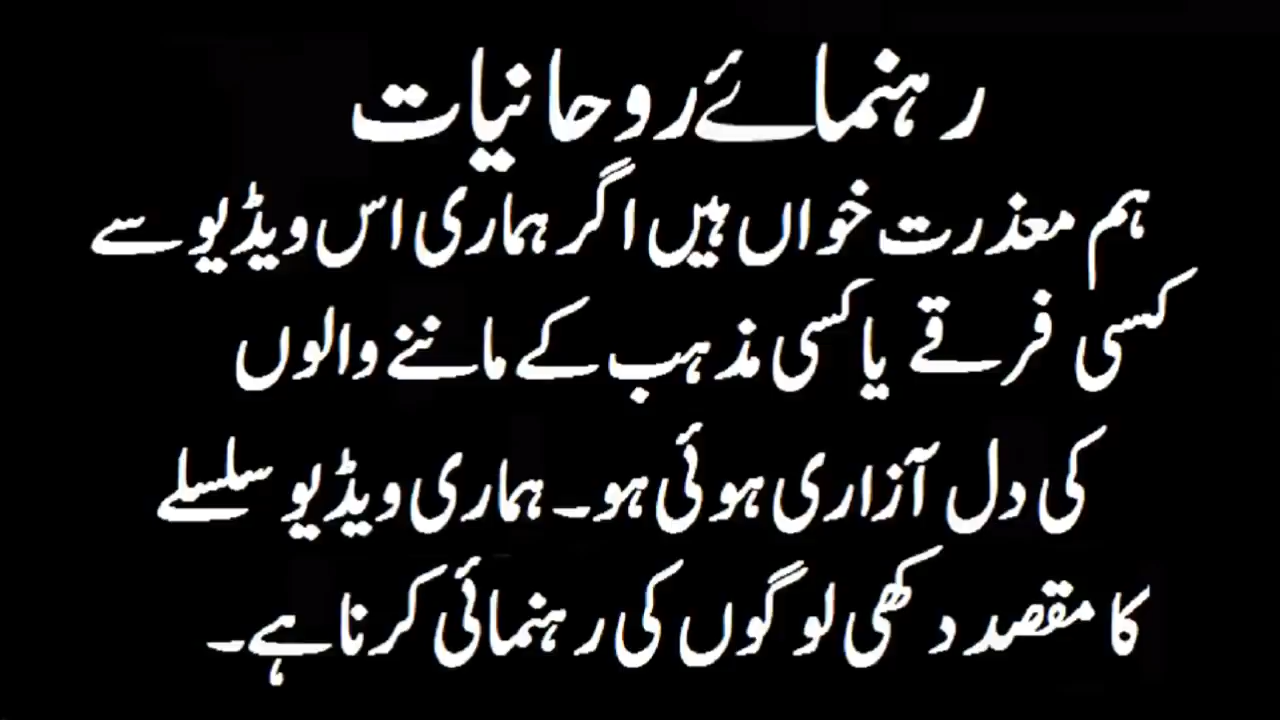 رہنمائے روحانیات
ہم معذرت خواں ہیں اگر ہماری اس ویڈیو سے
کسی فرقے یا کسی مذہب کے ماننے والوں
کی دل آزاری ہوئی ہو۔ ہماری ویڈیو سلسلے
کا مقصد دکھی لوگوں کی رہنمائی کرنا ہے۔